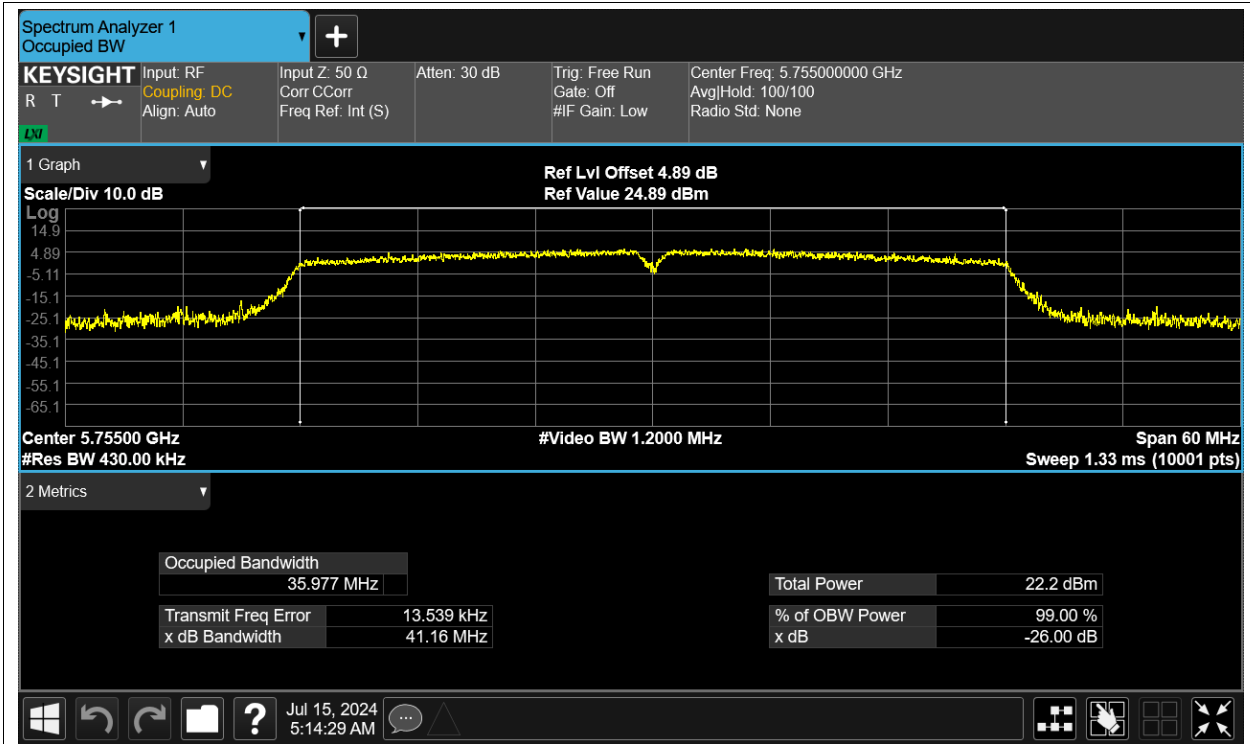 Spectrum Analyzer 1
Occupied BW
KEYSIGHT
R T
LXI
Input: RF
Coupling: DC
Align: Auto
Input Z: 50 Ω
Corr CCorr
Freq Ref: Int (S)
Atten: 30 dB
Trig: Free Run
Gate: Off
#IF Gain: Low
Center Freq: 5.755000000 GHz
Avg|Hold: 100/100
Radio Std: None
1 Graph
Scale/Div 10.0 dB
Ref Lvl Offset 4.89 dB
Ref Value 24.89 dBm
Log
14.9
4.89
-5.11
-15.1
-25.1
-35.1
-45.1
-55.1
-65.1
Center 5.75500 GHz
#Res BW 430.00 kHz
#Video BW 1.2000 MHz
Span 60 MHz
Sweep 1.33 ms (10001 pts)
2 Metrics
Occupied Bandwidth
35.977 MHz
Transmit Freq Error 13.539 kHz
x dB Bandwidth 41.16 MHz
Total Power 22.2 dBm
% of OBW Power 99.00 %
x dB -26.00 dB
?
Jul 15, 2024
5:14:29 AM